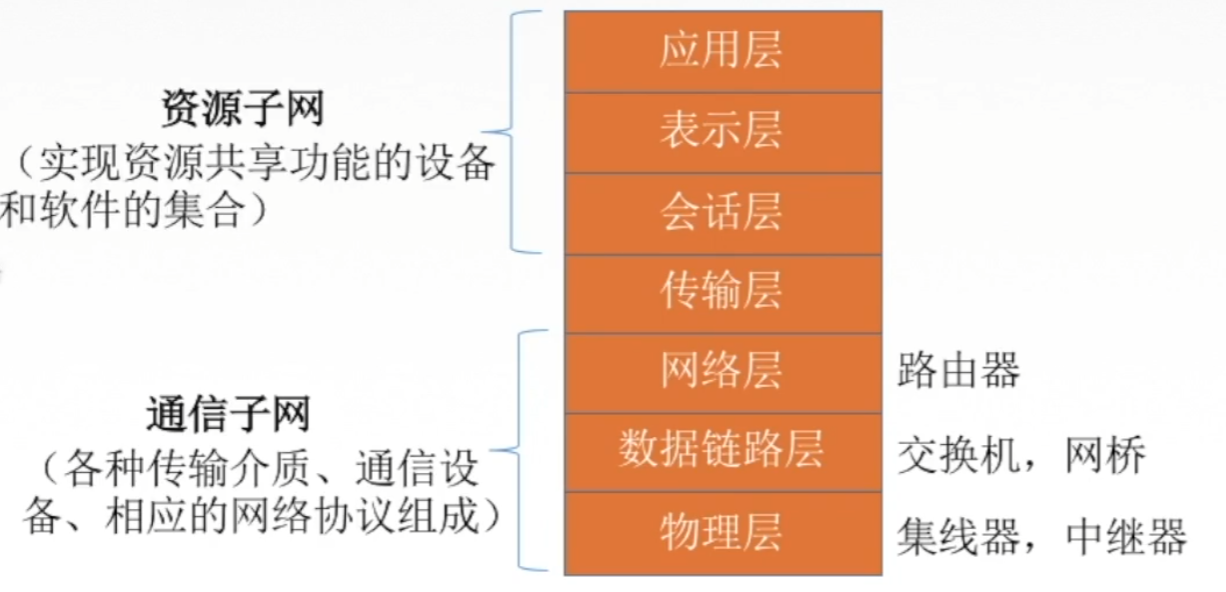 应用层
资源子网
（实现资源共享功能的设备
和软件的集合）
表示层
会话层
传输层
网络层
路由器
通信子网
（各种传输介质、通信设
备、相应的网络协议组成）
数据链路层
交换机，网桥
物理层
集线器，中继器